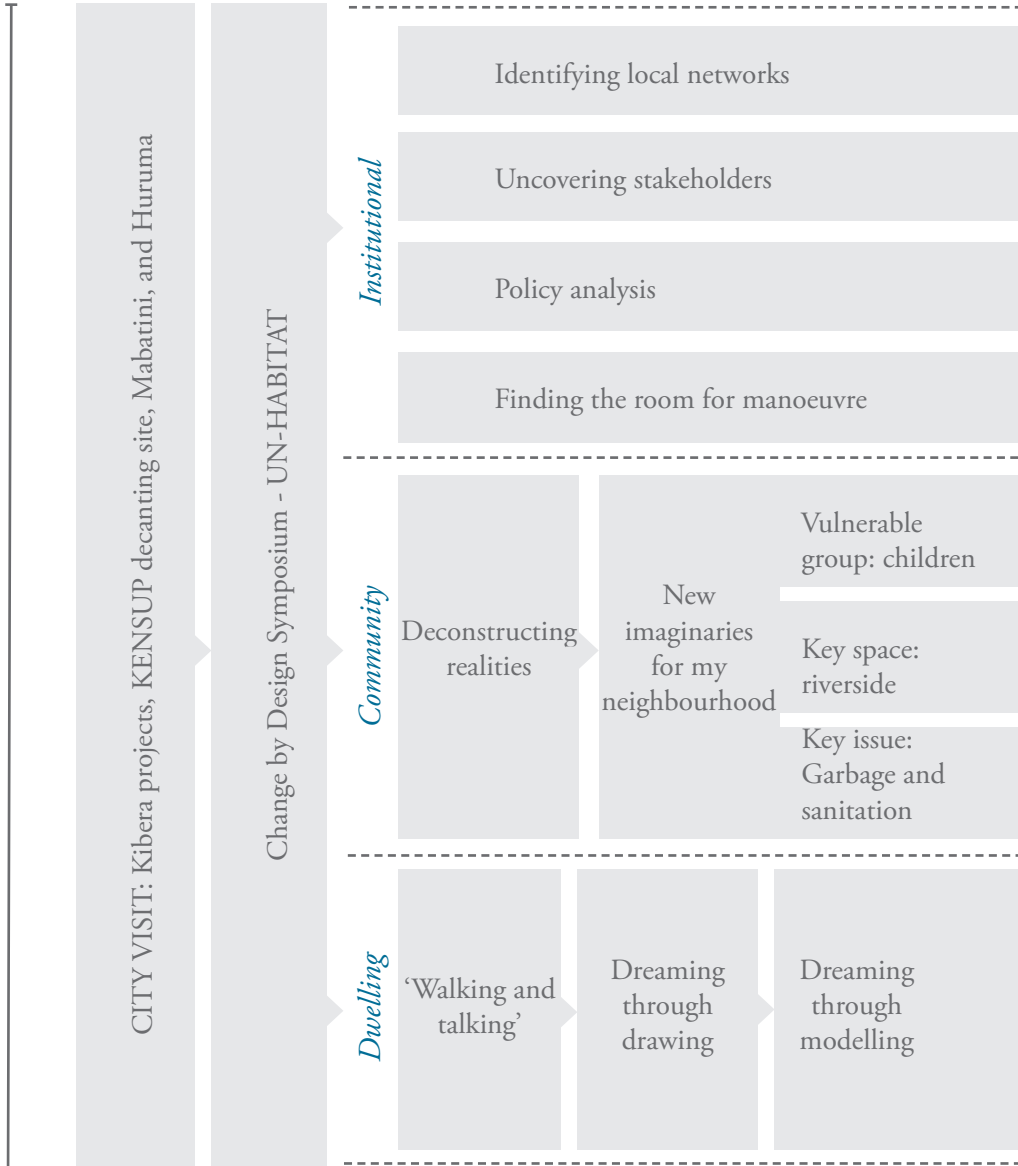 CITY VISIT: Kibera projects, KENSUP decanting site, Mabatini, and Huruma
Change by Design Symposium - UN-HABITAT
Institutional
Identifying local networks
Uncovering stakeholders
Policy analysis
Finding the room for manoeuvre
Community
Deconstructing
realities
New
imaginaries
for my
neighbourhood
Vulnerable
group: children
Key space:
riverside
Key issue:
Garbage and
sanitation
Dwelling
‘Walking and
talking’
Dreaming
through
drawing
Dreaming
through
modelling